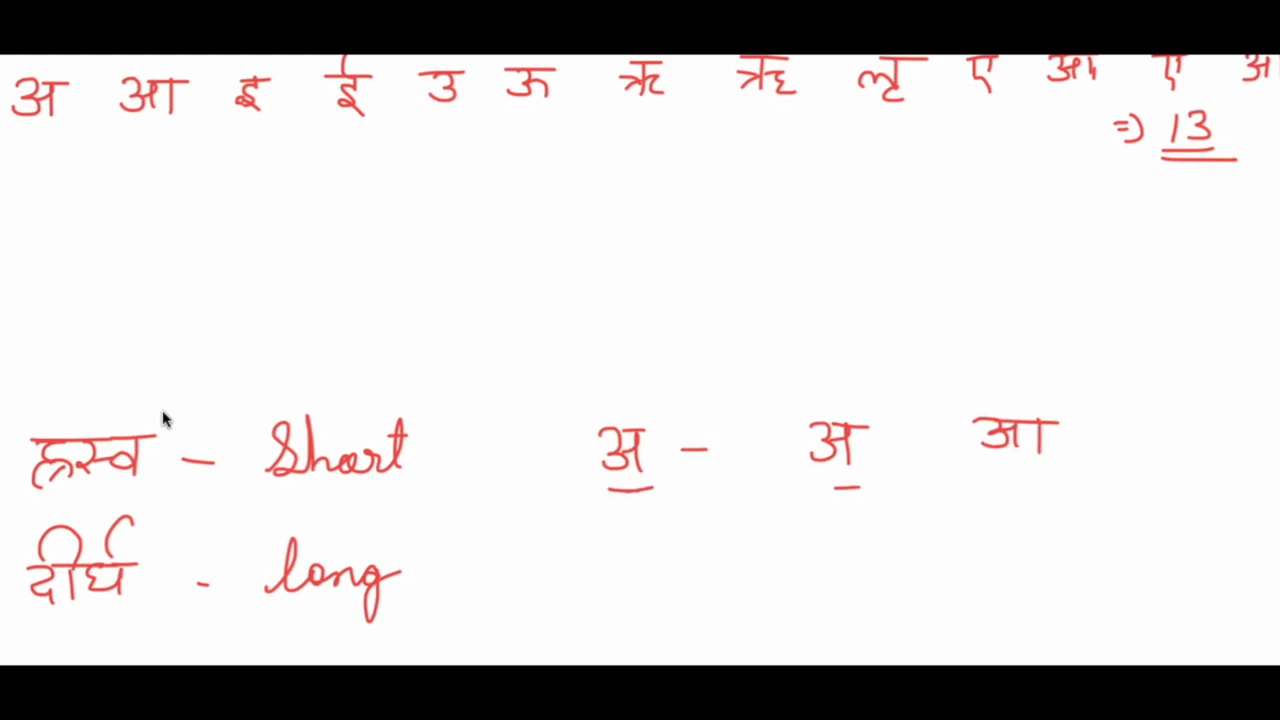 अ आ इ ई उ ऊ ऋ ॠ ऌ ए
=) 13
ह्रस्व - Short अ - अ आ
दीर्घ - long